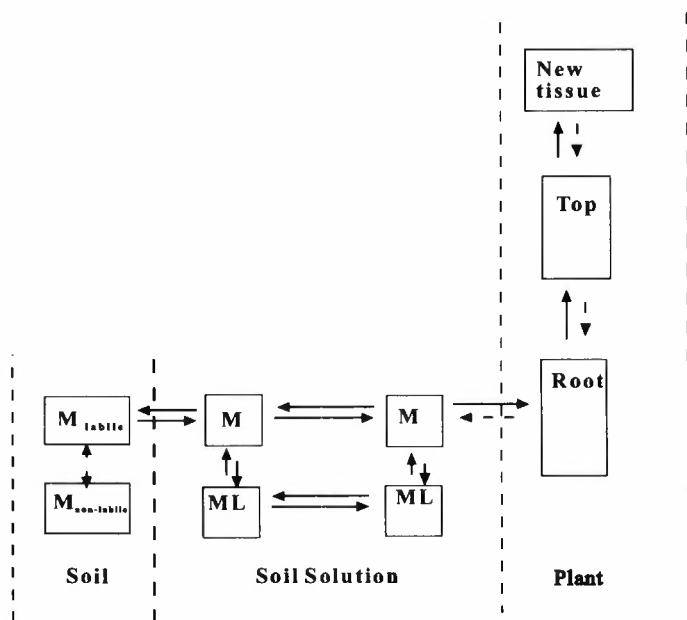 New
tissue
Top
Root
M labile
M
M
M non-labile
ML
ML
Soil
Soil Solution
Plant